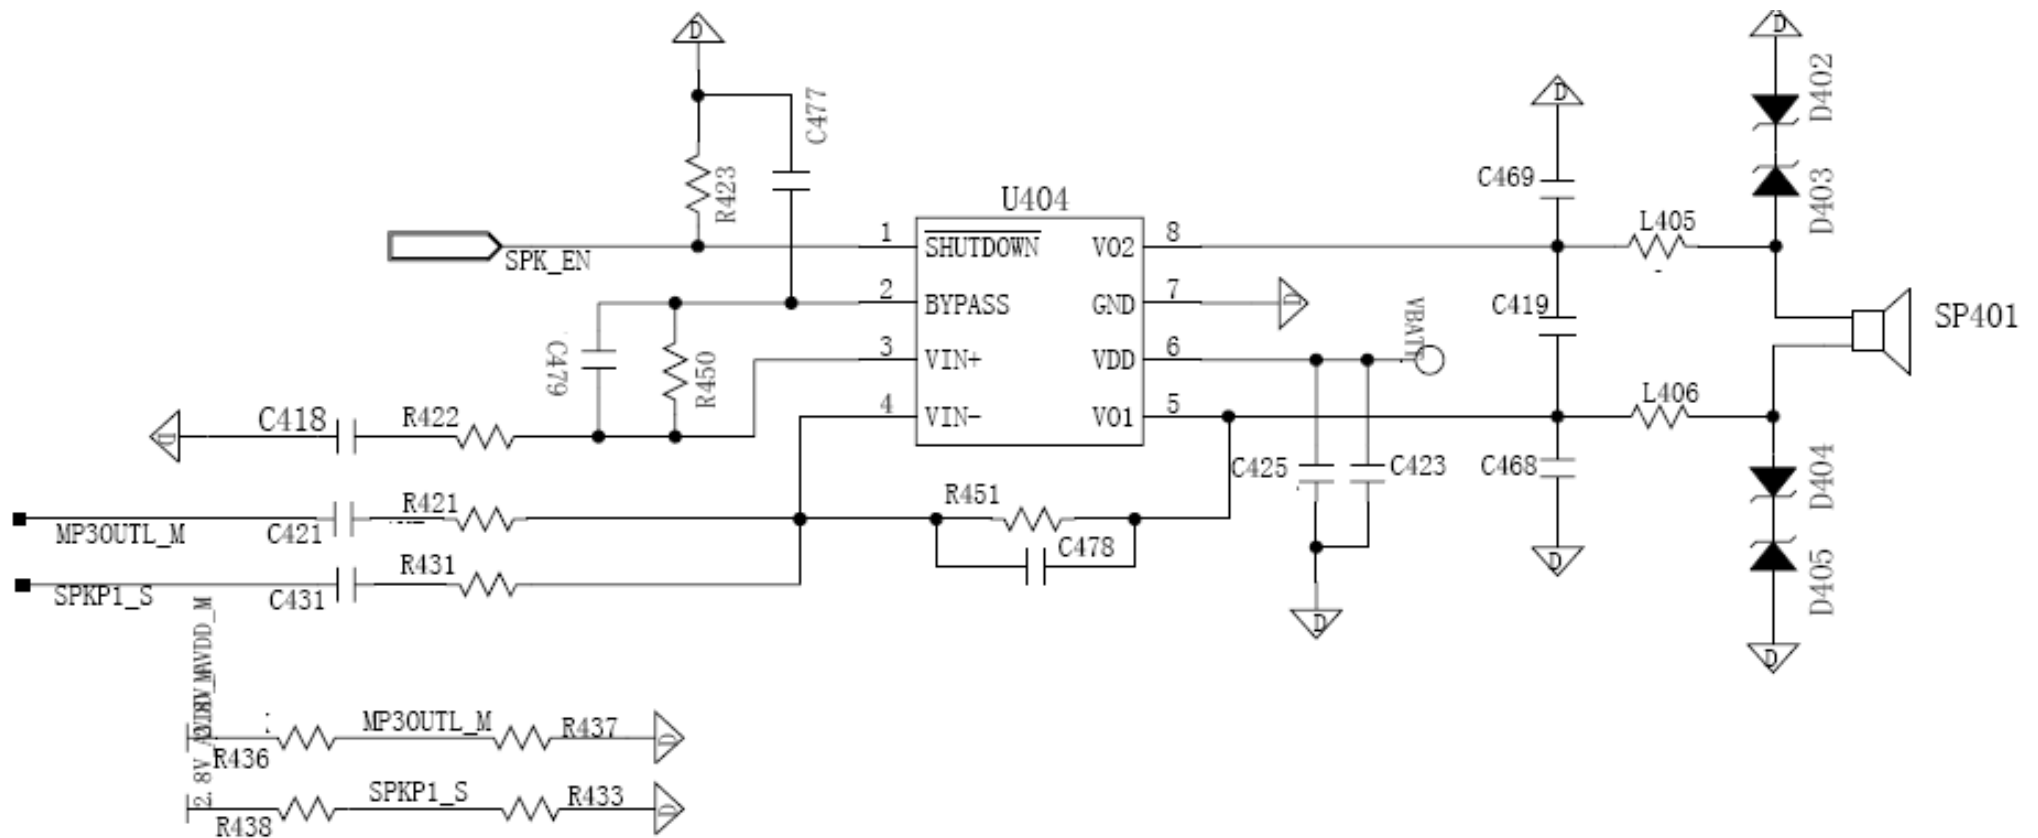 D
D
D
C477
D402
D403
R423
C469
U404
L405
SPK_EN
1
SHUTDOWN
VO2
8
2
BYPASS
GND
7
D
VBATT
C419
SP401
3
VIN+
VDD
6
C479
R450
4
VIN-
VO1
5
L406
D
C418
R422
C425
C423
C468
D404
R451
R421
MP3OUTL_M
C421
C478
D
D405
R431
SPKP1_S
C431
D
D
MP3OUTL_M
R436
R437
D
SPKP1_S
R438
R433
D